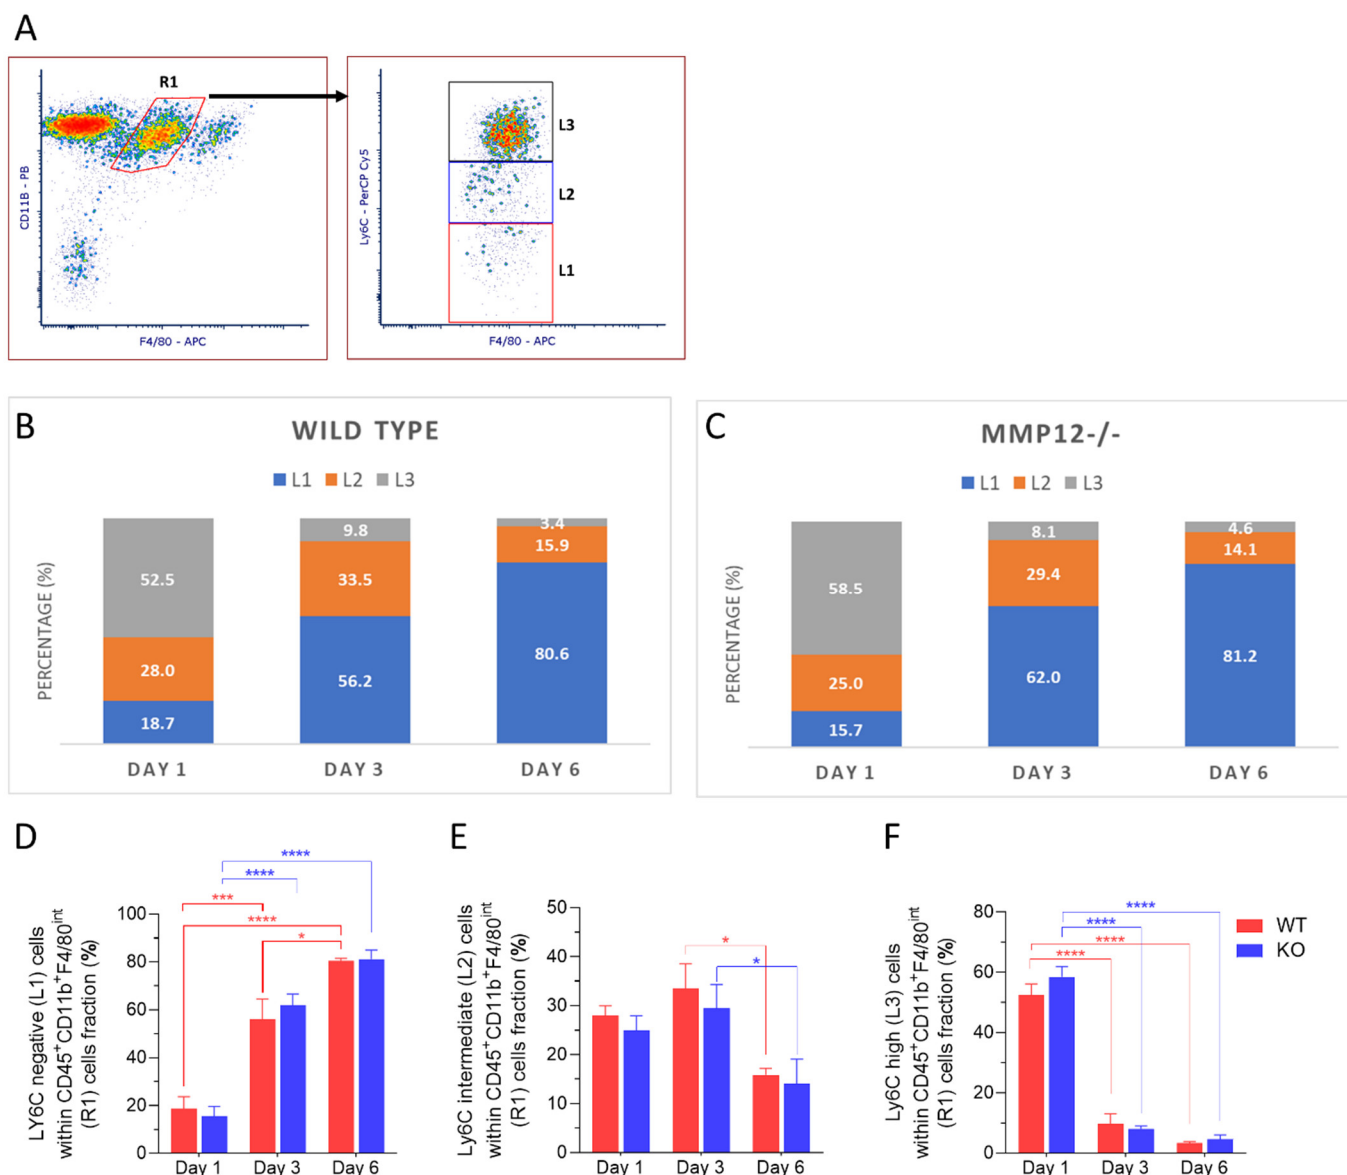 A
R1
CD11B - PB
F4/80 - APC
L3
L2
L1
Ly6C - PerCP Cy5
F4/80 - APC
B
WILD TYPE
L1 L2 L3
PERCENTAGE (%)
52.5
28.0
18.7
9.8
33.5
56.2
3.4
15.9
80.6
DAY 1 DAY 3 DAY 6
C
MMP12-/-
L1 L2 L3
PERCENTAGE (%)
58.5
25.0
15.7
8.1
29.4
62.0
4.6
14.1
81.2
DAY 1 DAY 3 DAY 6
D
LY6C negative (L1) cells
within CD45+CD11b+F4/80int
(R1) cells fraction (%)
****
****
***
****
*
100
80
60
40
20
0
Day 1 Day 3 Day 6
E
Ly6C intermediate (L2) cells
within CD45+CD11b+F4/80int
(R1) cells fraction (%)
*
*
50
40
30
20
10
0
Day 1 Day 3 Day 6
F
Ly6C high (L3) cells
within CD45+CD11b+F4/80int
(R1) cells fraction (%)
****
****
****
****
80
60
40
20
0
Day 1 Day 3 Day 6
WT
KO